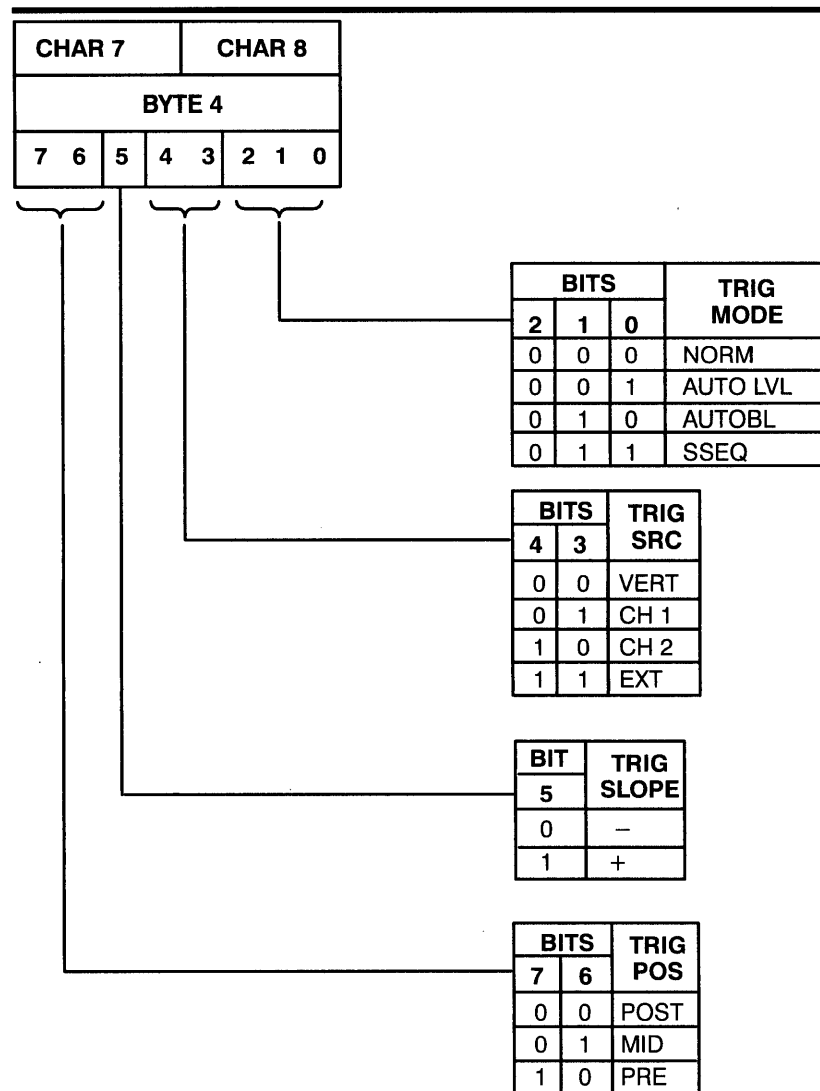 CHAR 7 CHAR 8
BYTE 4
7 6 5 4 3 2 1 0
BITS TRIG MODE
2 1 0
0 0 0 NORM
0 0 1 AUTO LVL
0 1 0 AUTOBL
0 1 1 SSEQ
BITS TRIG SRC
4 3
0 0 VERT
0 1 CH 1
1 0 CH 2
1 1 EXT
BIT TRIG SLOPE
5
0 −
1 +
BITS TRIG POS
7 6
0 0 POST
0 1 MID
1 0 PRE